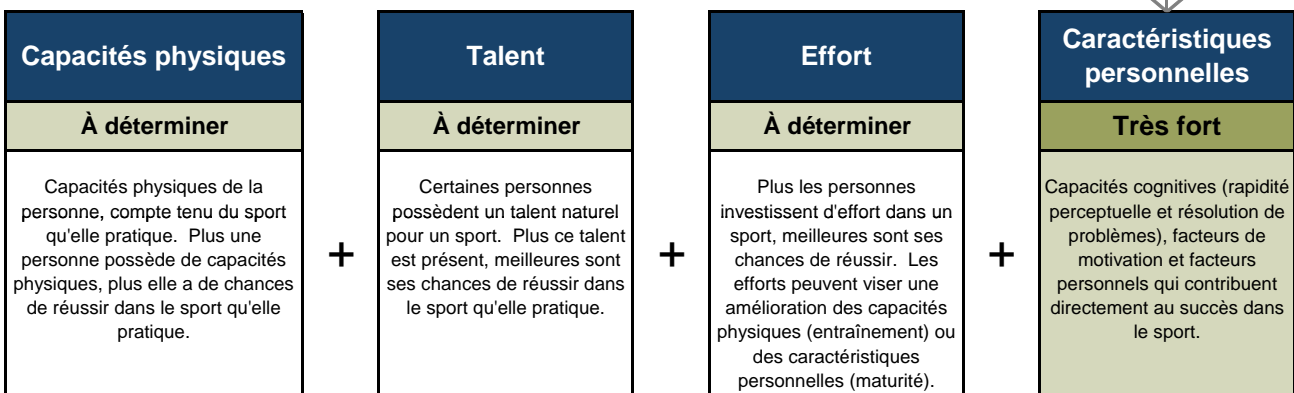 Capacités physiques
À déterminer
Capacités physiques de la
personne, compte tenu du sport
qu'elle pratique. Plus une
personne possède de capacités
physiques, plus elle a de chances
de réussir dans le sport qu'elle
pratique.
+
Talent
À déterminer
Certaines personnes
possèdent un talent naturel
pour un sport. Plus ce talent
est présent, meilleures sont
ses chances de réussir dans
le sport qu'elle pratique.
+
Effort
À déterminer
Plus les personnes
investissent d'effort dans un
sport, meilleures sont ses
chances de réussir. Les
efforts peuvent viser une
amélioration des capacités
physiques (entraînement) ou
des caractéristiques
personnelles (maturité).
+
Caractéristiques
personnelles
Très fort
Capacités cognitives (rapidité
perceptuelle et résolution de
problèmes), facteurs de
motivation et facteurs
personnels qui contribuent
directement au succès dans
le sport.